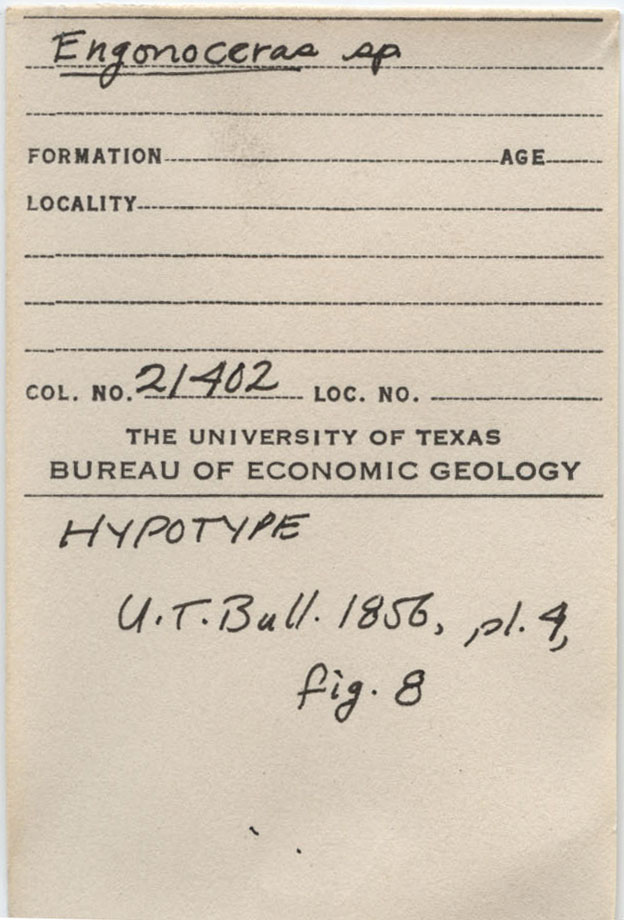 Engonoceras sp.
FORMATION AGE
LOCALITY
COL. NO. 21402 LOC. NO.
THE UNIVERSITY OF TEXAS
BUREAU OF ECONOMIC GEOLOGY
HYPOTYPE
U.T. Bull. 1856, pl. 4,
fig. 8